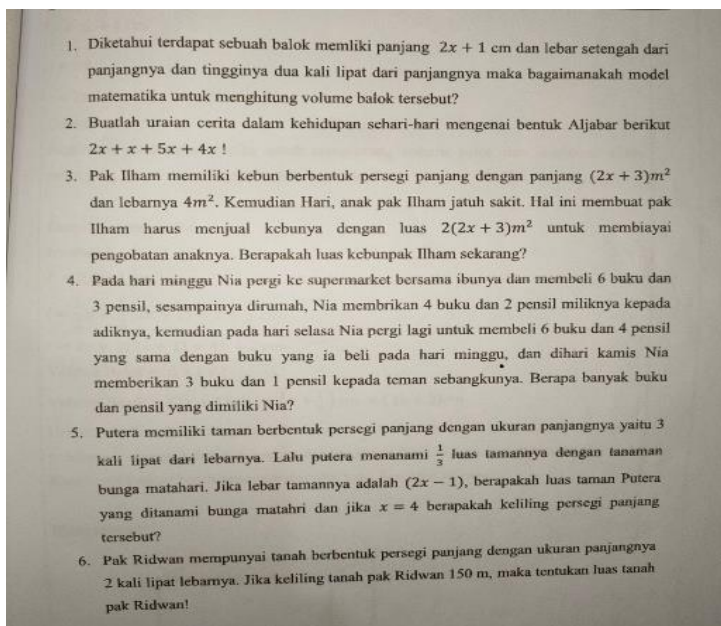 1. Diketahui terdapat sebuah balok memliki panjang 2x + 1 cm dan lebar setengah dari
panjangnya dan tingginya dua kali lipat dari panjangnya maka bagaimanakah model
matematika untuk menghitung volume balok tersebut?
2. Buatlah uraian cerita dalam kehidupan sehari-hari mengenai bentuk Aljabar berikut
2x + x + 5x + 4x !
3. Pak Ilham memiliki kebun berbentuk persegi panjang dengan panjang (2x + 3)m²
dan lebarnya 4m². Kemudian Hari, anak pak Ilham jatuh sakit. Hal ini membuat pak
Ilham harus menjual kebunya dengan luas 2(2x + 3)m² untuk membiayai
pengobatan anaknya. Berapakah luas kebunpak Ilham sekarang?
4. Pada hari minggu Nia pergi ke supermarket bersama ibunya dan membeli 6 buku dan
3 pensil, sesampainya dirumah, Nia membrikan 4 buku dan 2 pensil miliknya kepada
adiknya, kemudian pada hari selasa Nia pergi lagi untuk membeli 6 buku dan 4 pensil
yang sama dengan buku yang ia beli pada hari minggu, dan dihari kamis Nia
memberikan 3 buku dan 1 pensil kepada teman sebangkunya. Berapa banyak buku
dan pensil yang dimiliki Nia?
5. Putera memiliki taman berbentuk persegi panjang dengan ukuran panjangnya yaitu 3
kali lipat dari lebarnya. Lalu putera menanami 1/3 luas tamannya dengan tanaman
bunga matahari. Jika lebar tamannya adalah (2x − 1), berapakah luas taman Putera
yang ditanami bunga matahri dan jika x = 4 berapakah keliling persegi panjang
tersebut?
6. Pak Ridwan mempunyai tanah berbentuk persegi panjang dengan ukuran panjangnya
2 kali lipat lebarnya. Jika keliling tanah pak Ridwan 150 m, maka tentukan luas tanah
pak Ridwan!